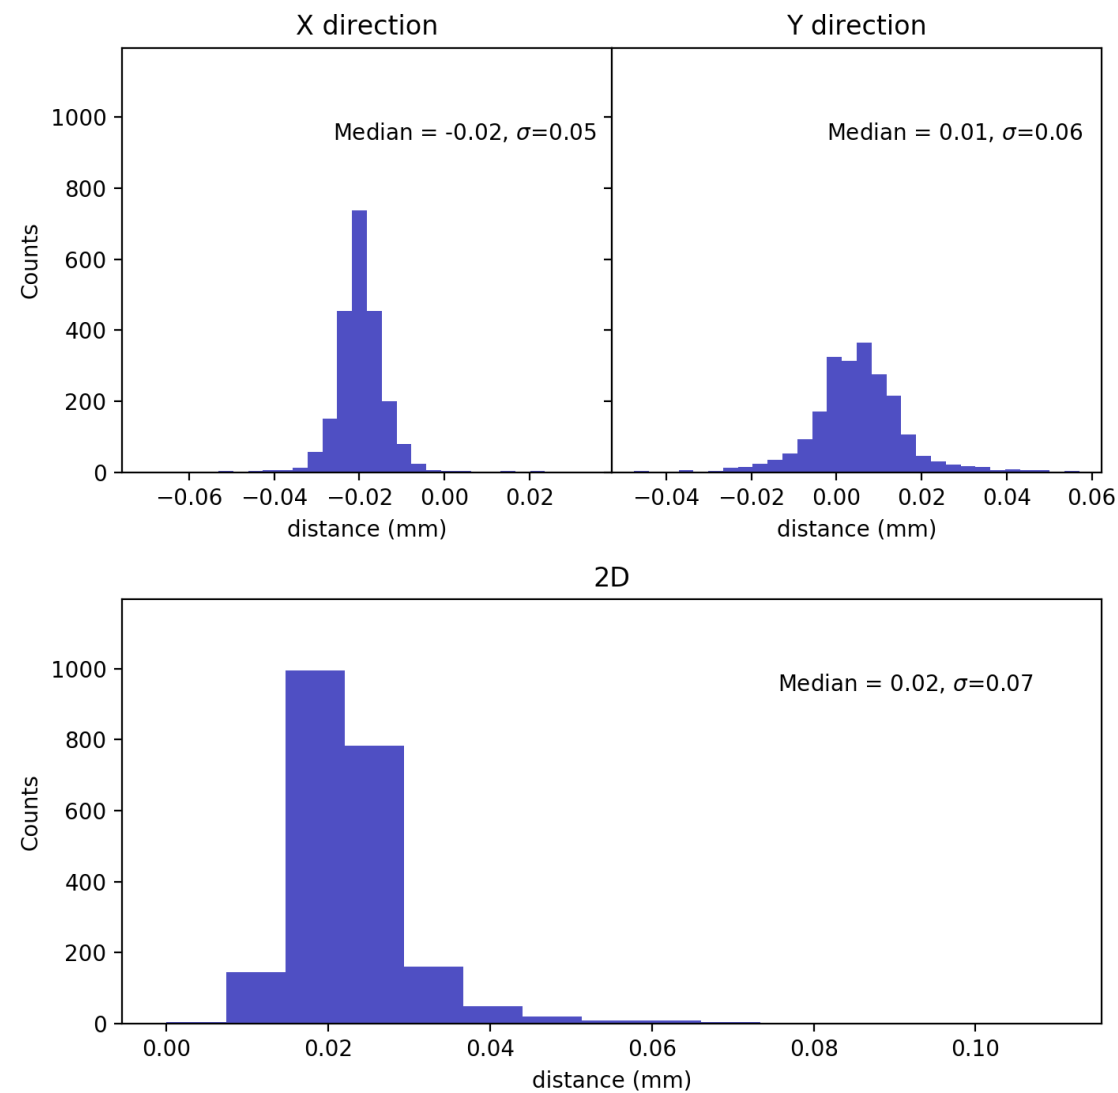 X direction
Y direction
1000
800
600
400
200
0
Counts
Median = -0.02, σ=0.05
Median = 0.01, σ=0.06
−0.06 −0.04 −0.02 0.00 0.02
−0.04 −0.02 0.00 0.02 0.04 0.06
distance (mm)
distance (mm)
2D
1000
800
600
400
200
0
Counts
Median = 0.02, σ=0.07
0.00 0.02 0.04 0.06 0.08 0.10
distance (mm)